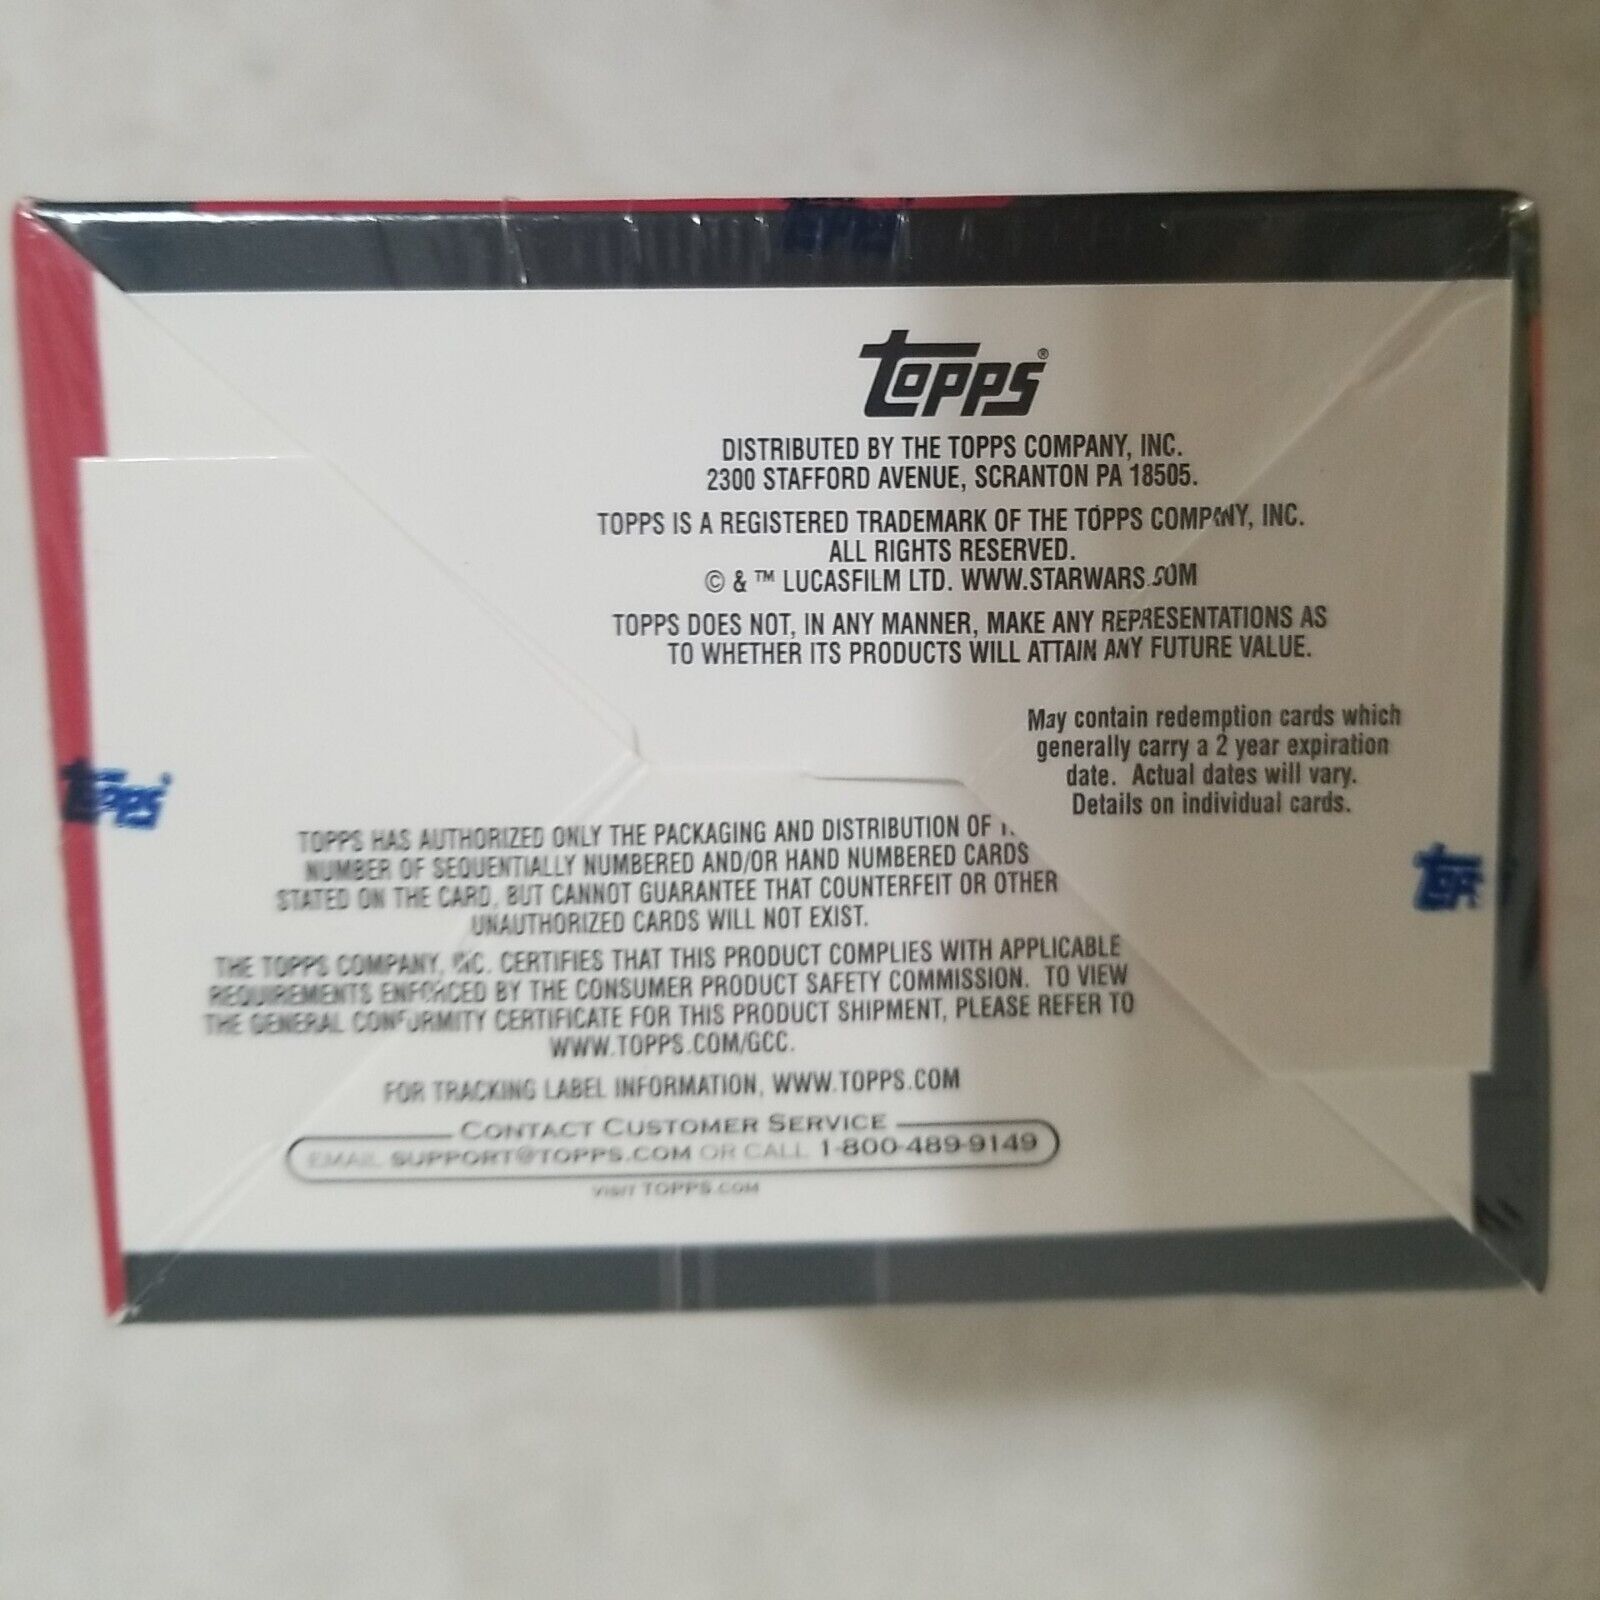 TOPPS
TOPPS®
DISTRIBUTED BY THE TOPPS COMPANY, INC.
2300 STAFFORD AVENUE, SCRANTON PA 18505.
TOPPS IS A REGISTERED TRADEMARK OF THE TOPPS COMPANY, INC.
ALL RIGHTS RESERVED.
© & ™ LUCASFILM LTD. WWW.STARWARS.COM
TOPPS DOES NOT, IN ANY MANNER, MAKE ANY REPRESENTATIONS AS
TO WHETHER ITS PRODUCTS WILL ATTAIN ANY FUTURE VALUE.
May contain redemption cards which
generally carry a 2 year expiration
date. Actual dates will vary.
Details on individual cards.
TOPPS
TOPPS HAS AUTHORIZED ONLY THE PACKAGING AND DISTRIBUTION OF
NUMBER OF SEQUENTIALLY NUMBERED AND/OR HAND NUMBERED CARDS
STATED ON THE CARD, BUT CANNOT GUARANTEE THAT COUNTERFEIT OR OTHER
UNAUTHORIZED CARDS WILL NOT EXIST.
THE TOPPS COMPANY, INC. CERTIFIES THAT THIS PRODUCT COMPLIES WITH APPLICABLE
REQUIREMENTS ENFORCED BY THE CONSUMER PRODUCT SAFETY COMMISSION. TO VIEW
THE GENERAL CONFORMITY CERTIFICATE FOR THIS PRODUCT SHIPMENT, PLEASE REFER TO
WWW.TOPPS.COM/GCC.
FOR TRACKING LABEL INFORMATION, WWW.TOPPS.COM
CONTACT CUSTOMER SERVICE
EMAIL SUPPORT@TOPPS.COM OR CALL 1-800-489-9149
VISIT TOPPS.COM